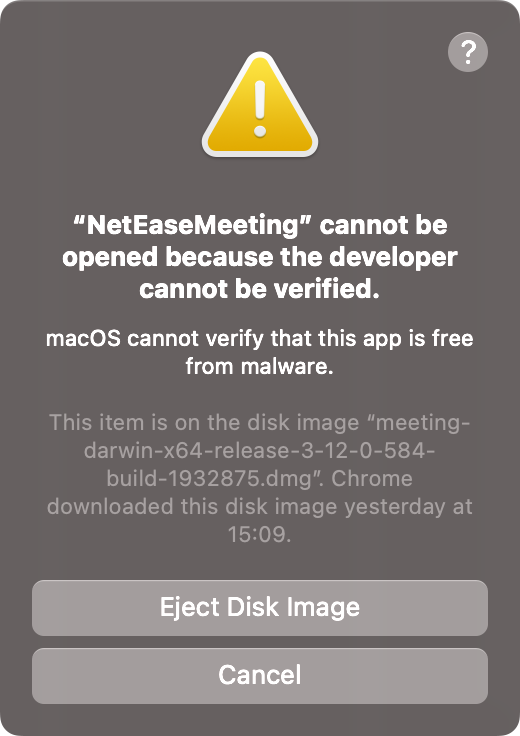 ?
“NetEaseMeeting” cannot be
opened because the developer
cannot be verified.
macOS cannot verify that this app is free
from malware.
This item is on the disk image “meeting-
darwin-x64-release-3-12-0-584-
build-1932875.dmg”. Chrome
downloaded this disk image yesterday at
15:09.
Eject Disk Image
Cancel